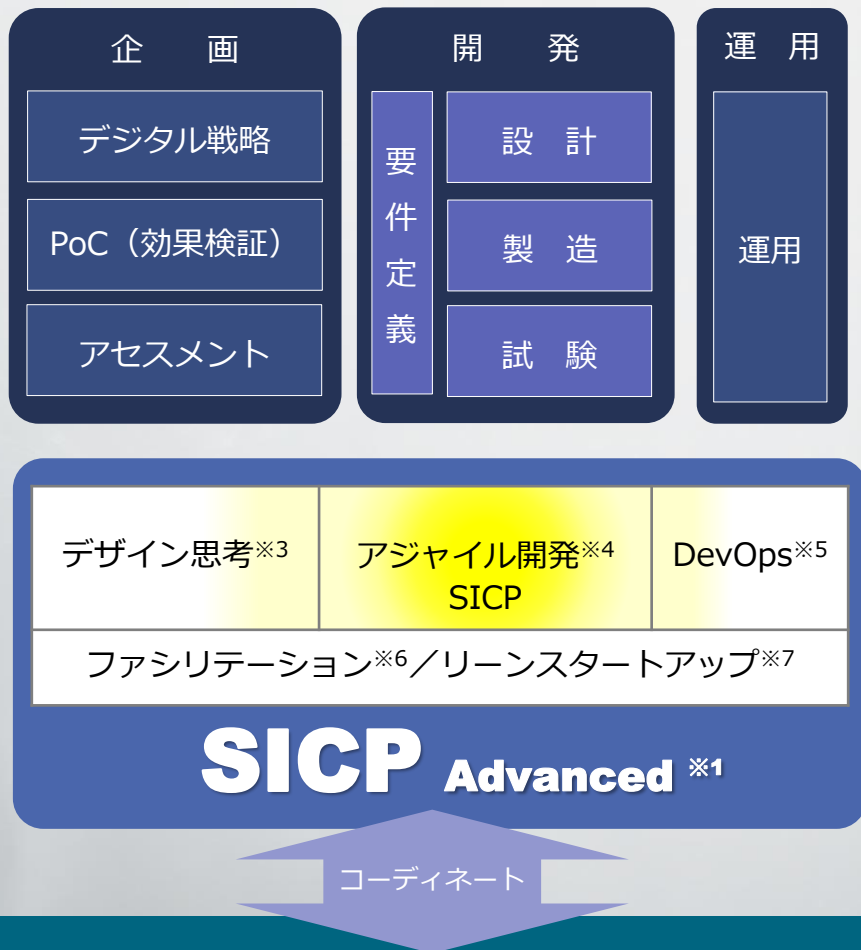 企　画
デジタル戦略
PoC（効果検証）
アセスメント
開　発
要件定義
設　計
製　造
試　験
運　用
運用
デザイン思考※3
アジャイル開発※4
SICP
DevOps※5
ファシリテーション※6／リーンスタートアップ※7
SICP Advanced ※1
コーディネート